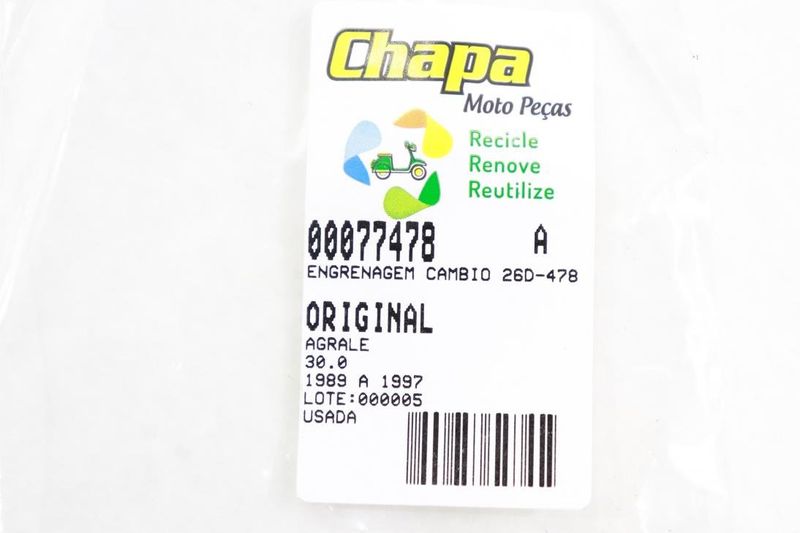 Chapa
Moto Peças
Recicle
Renove
Reutilize
00077478 A
ENGRENAGEM CAMBIO 26D-478
ORIGINAL
AGRALE
30.0
1989 A 1997
LOTE:000005
USADA